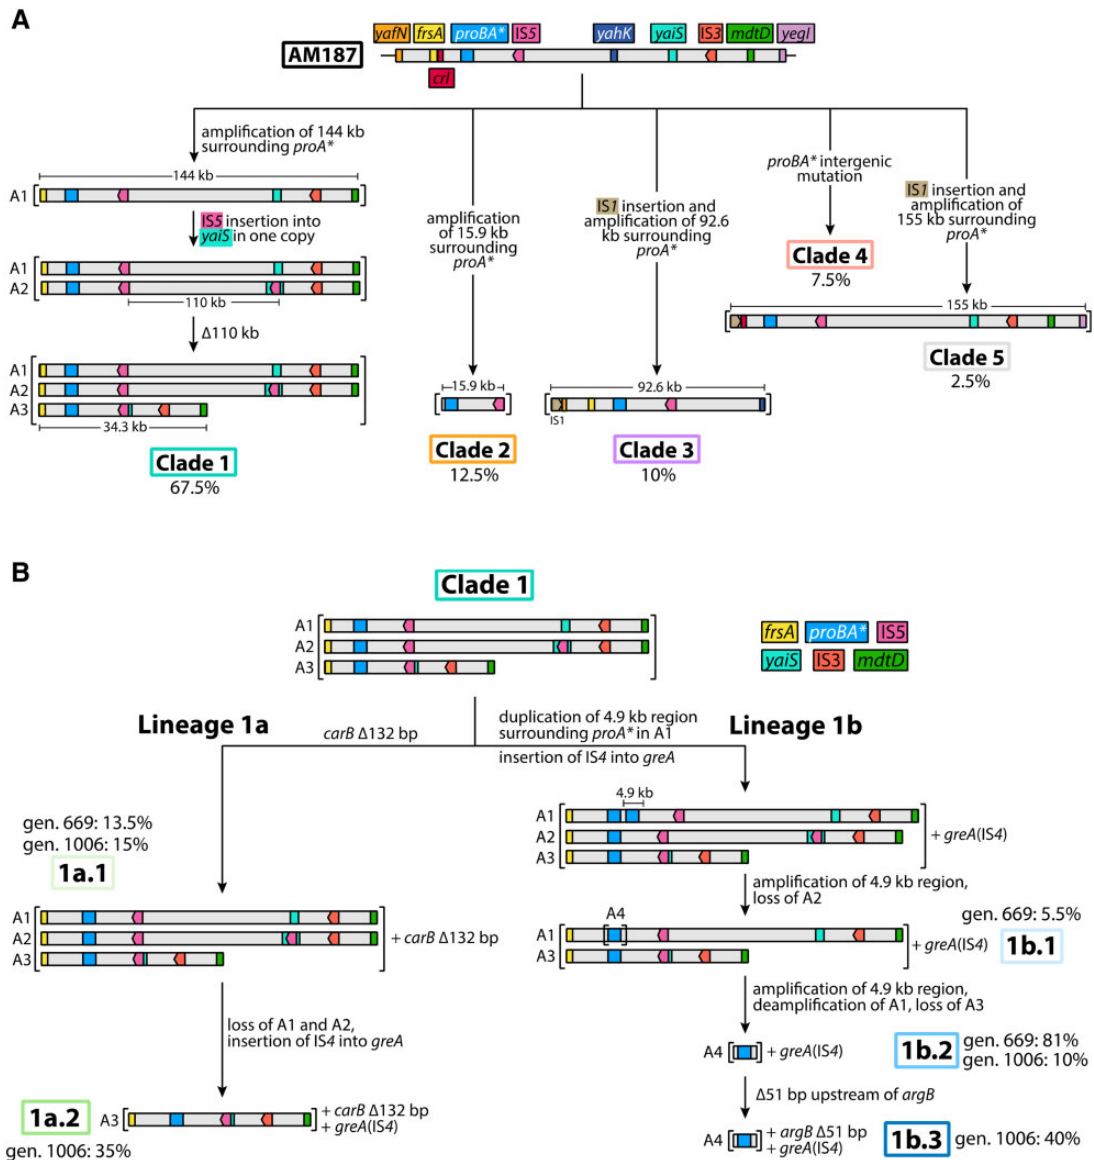 A
yafN frsA proBA* IS5 yahK yaiS IS3 mdtD yegI
AM187
crl
amplification of 144 kb
surrounding proA*
144 kb
A1
IS5 insertion into
yaiS in one copy
A1
A2
110 kb
Δ110 kb
A1
A2
A3
34.3 kb
Clade 1
67.5%
amplification
of 15.9 kb
surrounding
proA*
15.9 kb
Clade 2
12.5%
IS1 insertion and
amplification of 92.6
kb surrounding
proA*
92.6 kb
IS1
Clade 3
10%
proBA* intergenic
mutation
Clade 4
7.5%
IS1 insertion and
amplification of
155 kb surrounding
proA*
155 kb
Clade 5
2.5%
B
Clade 1
A1
A2
A3
frsA proBA* IS5
yaiS IS3 mdtD
Lineage 1a
carB Δ132 bp
duplication of 4.9 kb region
surrounding proA* in A1
insertion of IS4 into greA
Lineage 1b
gen. 669: 13.5%
gen. 1006: 15%
1a.1
A1
A2
A3
+ carB Δ132 bp
loss of A1 and A2,
insertion of IS4 into greA
1a.2
A3
+ carB Δ132 bp
+ greA(IS4)
gen. 1006: 35%
4.9 kb
A1
A2
A3
+ greA(IS4)
amplification of 4.9 kb region,
loss of A2
A4
A1
A3
+ greA(IS4)
gen. 669: 5.5%
1b.1
amplification of 4.9 kb region,
deamplification of A1, loss of A3
A4
+ greA(IS4)
1b.2
gen. 669: 81%
gen. 1006: 10%
Δ51 bp upstream of argB
A4
+ argB Δ51 bp
+ greA(IS4)
1b.3
gen. 1006: 40%